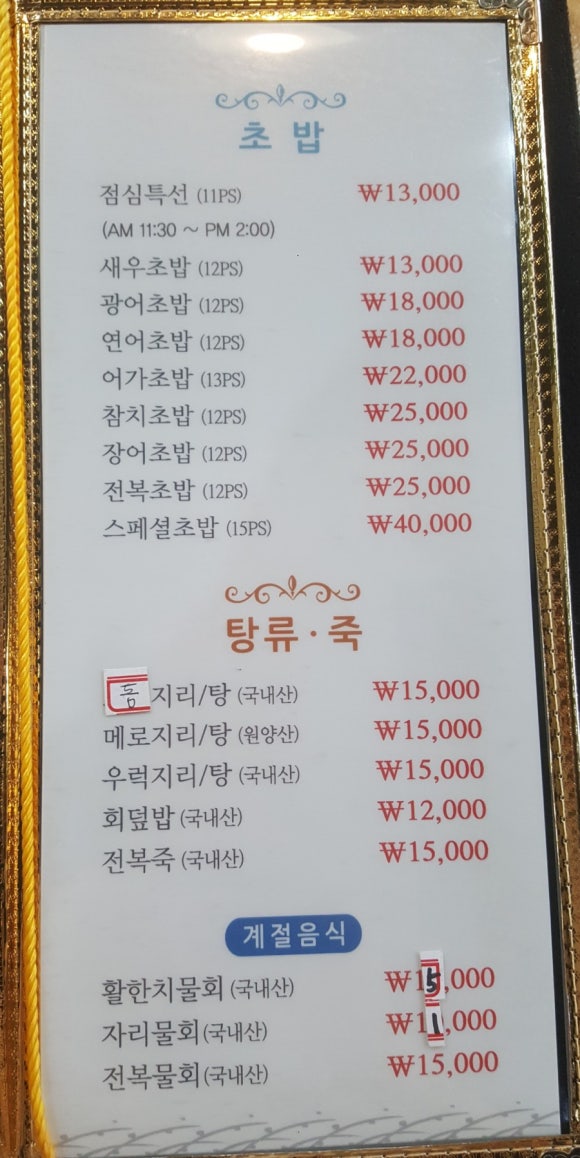 초밥
점심특선 (11PS) ₩13,000
(AM 11:30 ~ PM 2:00)
새우초밥 (12PS) ₩13,000
광어초밥 (12PS) ₩18,000
연어초밥 (12PS) ₩18,000
어가초밥 (13PS) ₩22,000
참치초밥 (12PS) ₩25,000
장어초밥 (12PS) ₩25,000
전복초밥 (12PS) ₩25,000
스페셜초밥 (15PS) ₩40,000
탕류·죽
지리/탕 (국내산) ₩15,000
메로지리/탕 (원양산) ₩15,000
우럭지리/탕 (국내산) ₩15,000
회덮밥 (국내산) ₩12,000
전복죽 (국내산) ₩15,000
계절음식
활한치물회 (국내산) ₩15,000
자리물회 (국내산) ₩11,000
전복물회 (국내산) ₩15,000